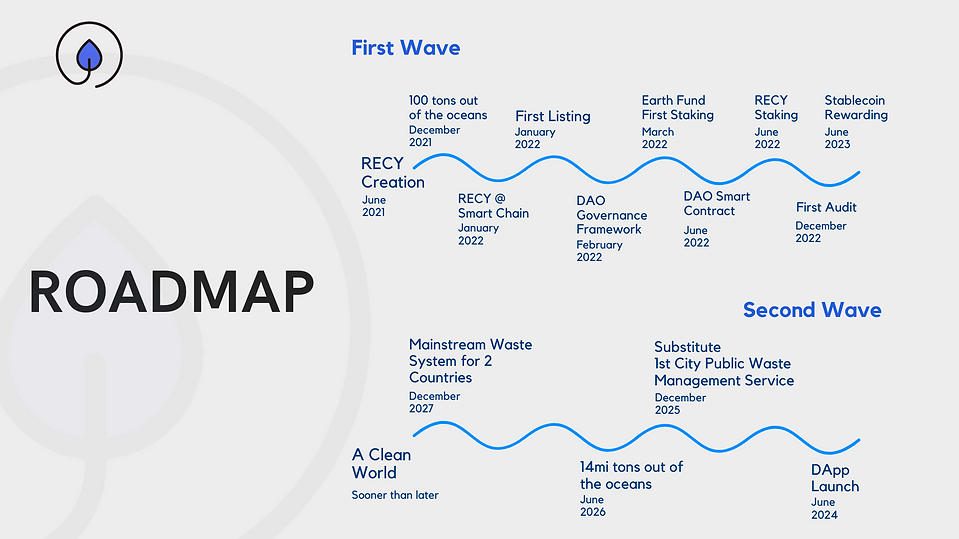 ROADMAP
First Wave
RECY
Creation
June
2021
100 tons out
of the oceans
December
2021
RECY @
Smart Chain
January
2022
First Listing
January
2022
DAO
Governance
Framework
February
2022
Earth Fund
First Staking
March
2022
DAO Smart
Contract
June
2022
RECY
Staking
June
2022
First Audit
December
2022
Stablecoin
Rewarding
June
2023
Second Wave
Mainstream Waste
System for 2
Countries
December
2027
Substitute
1st City Public Waste
Management Service
December
2025
A Clean
World
Sooner than later
14mi tons out of
the oceans
June
2026
DApp
Launch
June
2024